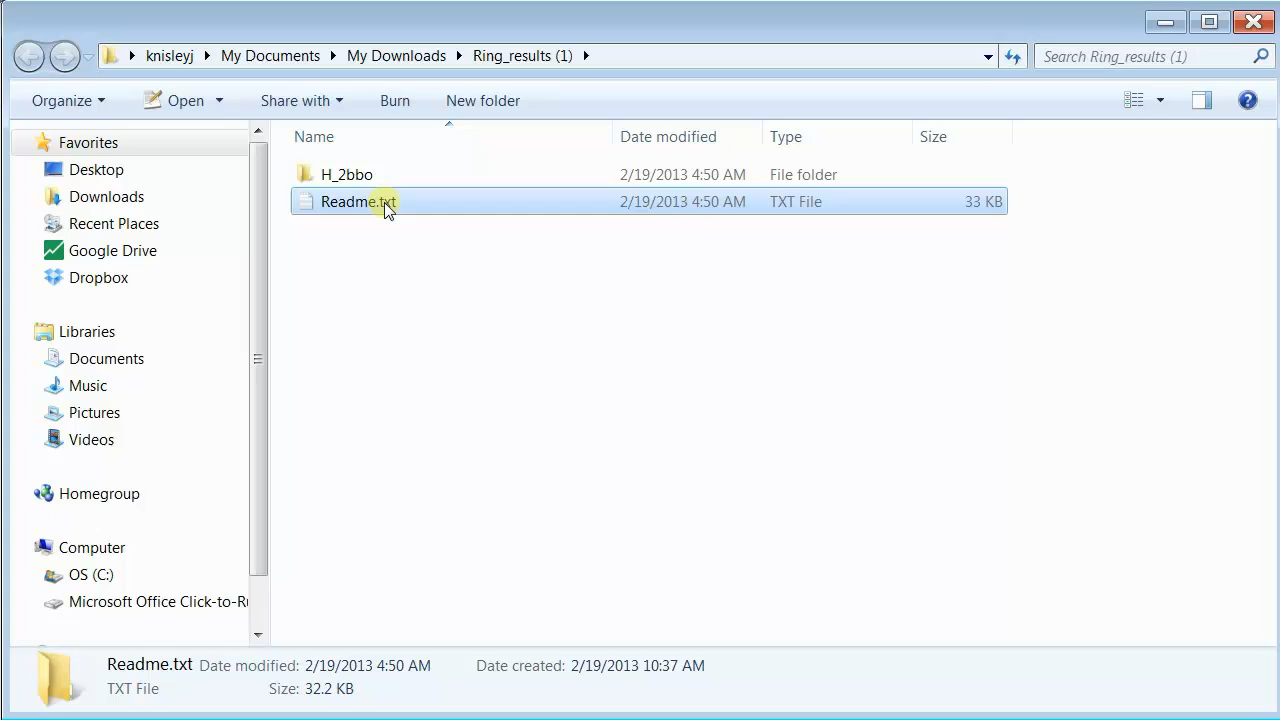 knisleyj My Documents My Downloads Ring_results (1) Search Ring_results (1)
Organize Open Share with Burn New folder
Name Date modified Type Size
H_2bbo 2/19/2013 4:50 AM File folder
Readme.txt 2/19/2013 4:50 AM TXT File 33 KB
Favorites
Desktop
Downloads
Recent Places
Google Drive
Dropbox
Libraries
Documents
Music
Pictures
Videos
Homegroup
Computer
OS (C:)
Microsoft Office Click-to-Ru
Readme.txt Date modified: 2/19/2013 4:50 AM Date created: 2/19/2013 10:37 AM
TXT File Size: 32.2 KB